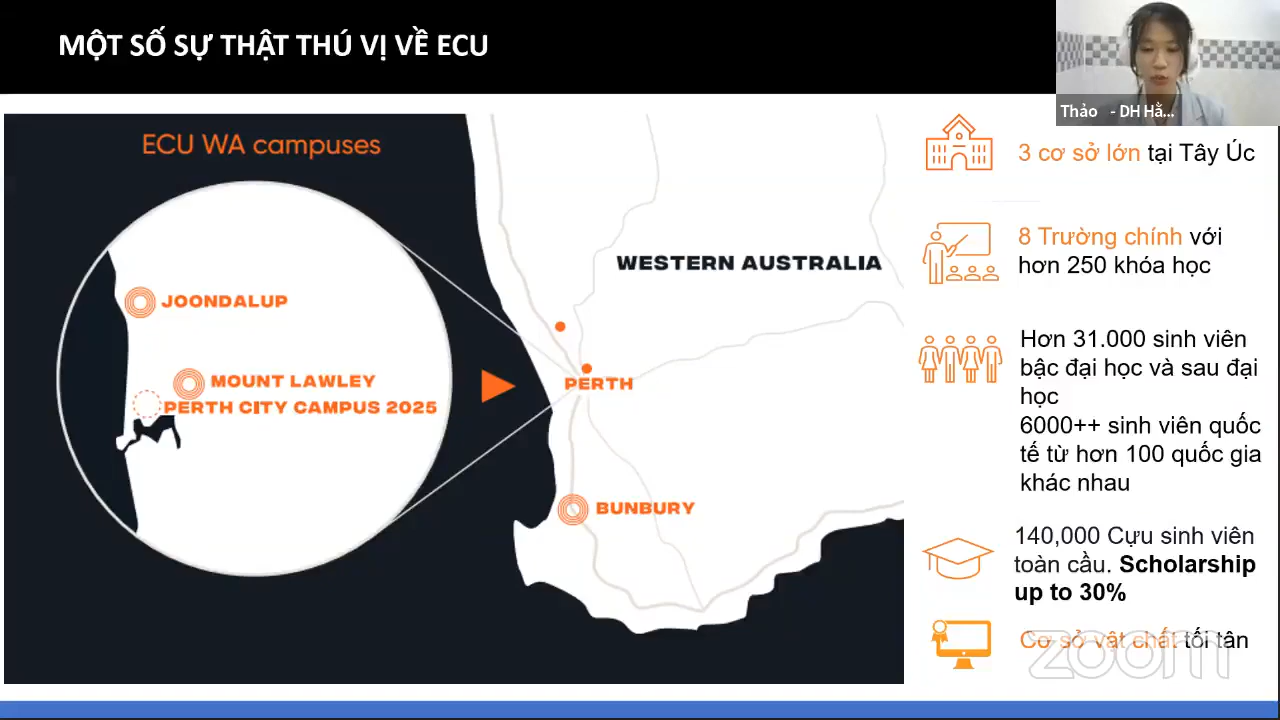 MỘT SỐ SỰ THẬT THÚ VỊ VỀ ECU
Thảo - DH Hằ...
ECU WA campuses
JOONDALUP
MOUNT LAWLEY
PERTH CITY CAMPUS 2025
WESTERN AUSTRALIA
PERTH
BUNBURY
3 cơ sở lớn tại Tây Úc
8 Trường chính với
hơn 250 khóa học
Hơn 31.000 sinh viên
bậc đại học và sau đại
học
6000++ sinh viên quốc
tế từ hơn 100 quốc gia
khác nhau
140,000 Cựu sinh viên
toàn cầu. Scholarship
up to 30%
Cơ sở vật chất tối tân
zoom